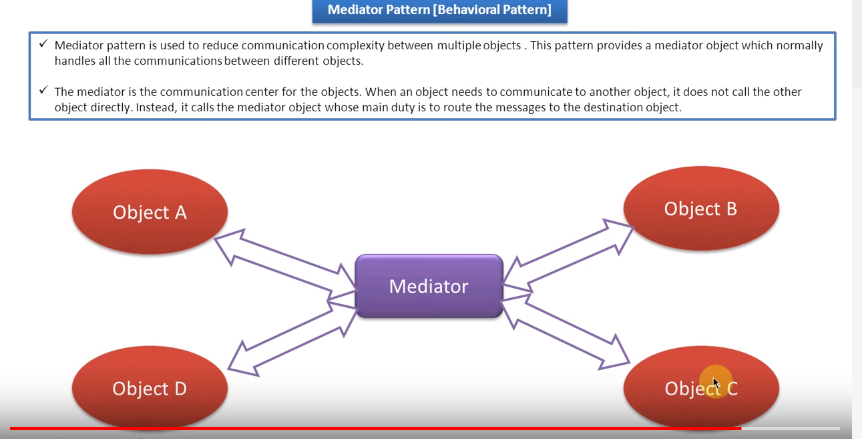 Mediator Pattern [Behavioral Pattern]
Mediator pattern is used to reduce communication complexity between multiple objects . This pattern provides a mediator object which normally
handles all the communications between different objects.
The mediator is the communication center for the objects. When an object needs to communicate to another object, it does not call the other
object directly. Instead, it calls the mediator object whose main duty is to route the messages to the destination object.
Object A
Object B
Mediator
Object D
Object C